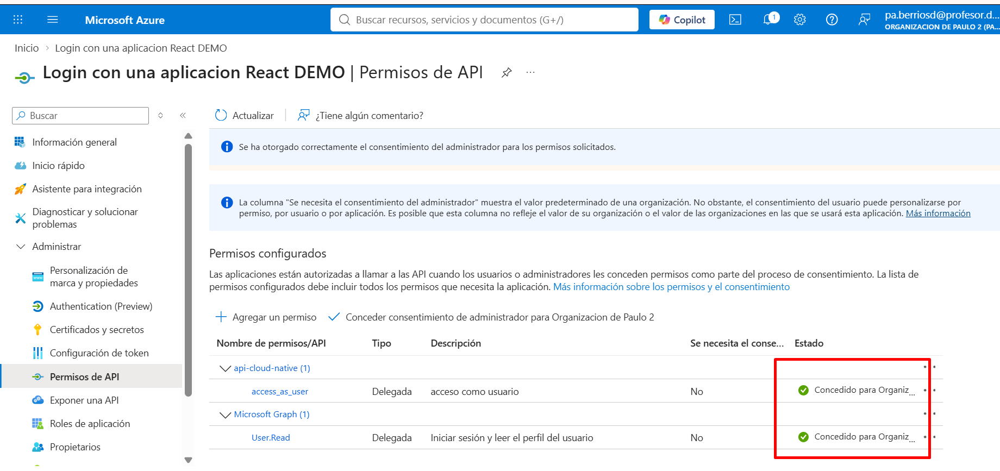 Microsoft Azure
Buscar recursos, servicios y documentos (G+/)
Copilot
1
pa.berriosd@profesor.d...
ORGANIZACION DE PAULO 2 (PA...
Inicio > Login con una aplicacion React DEMO
Login con una aplicacion React DEMO | Permisos de API
Buscar
Actualizar
¿Tiene algún comentario?
Información general
Inicio rápido
Asistente para integración
Diagnosticar y solucionar
problemas
Administrar
Personalización de
marca y propiedades
Authentication (Preview)
Certificados y secretos
Configuración de token
Permisos de API
Exponer una API
Roles de aplicación
Propietarios
Se ha otorgado correctamente el consentimiento del administrador para los permisos solicitados.
La columna "Se necesita el consentimiento del administrador" muestra el valor predeterminado de una organización. No obstante, el consentimiento del usuario puede personalizarse por
permiso, por usuario o por aplicación. Es posible que esta columna no refleje el valor de su organización o el valor de las organizaciones en las que se usará esta aplicación. Más información
Permisos configurados
Las aplicaciones están autorizadas a llamar a las API cuando los usuarios o administradores les conceden permisos como parte del proceso de consentimiento. La lista de
permisos configurados debe incluir todos los permisos que necesita la aplicación. Más información sobre los permisos y el consentimiento
Agregar un permiso
Conceder consentimiento de administrador para Organizacion de Paulo 2
Nombre de permisos/API Tipo Descripción Se necesita el conse... Estado
api-cloud-native (1)
access_as_user Delegada acceso como usuario No Concedido para Organiz...
Microsoft Graph (1)
User.Read Delegada Iniciar sesión y leer el perfil del usuario No Concedido para Organiz...